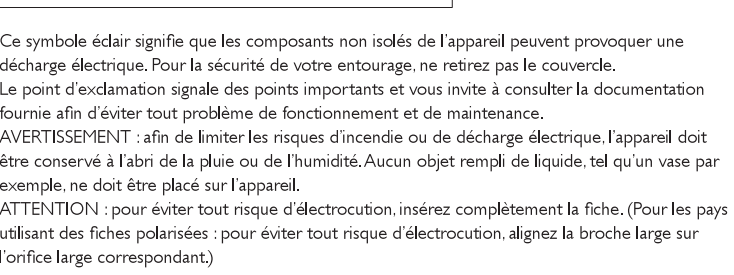 Ce symbole éclair signifie que les composants non isolés de l'appareil peuvent provoquer une
décharge électrique. Pour la sécurité de votre entourage, ne retirez pas le couvercle.
Le point d'exclamation signale des points importants et vous invite à consulter la documentation
fournie afin d'éviter tout problème de fonctionnement et de maintenance.
AVERTISSEMENT : afin de limiter les risques d'incendie ou de décharge électrique, l'appareil doit
être conservé à l'abri de la pluie ou de l'humidité. Aucun objet rempli de liquide, tel qu'un vase par
exemple, ne doit être placé sur l'appareil.
ATTENTION : pour éviter tout risque d'électrocution, insérez complètement la fiche. (Pour les pays
utilisant des fiches polarisées : pour éviter tout risque d'électrocution, alignez la broche large sur
l'orifice large correspondant.)